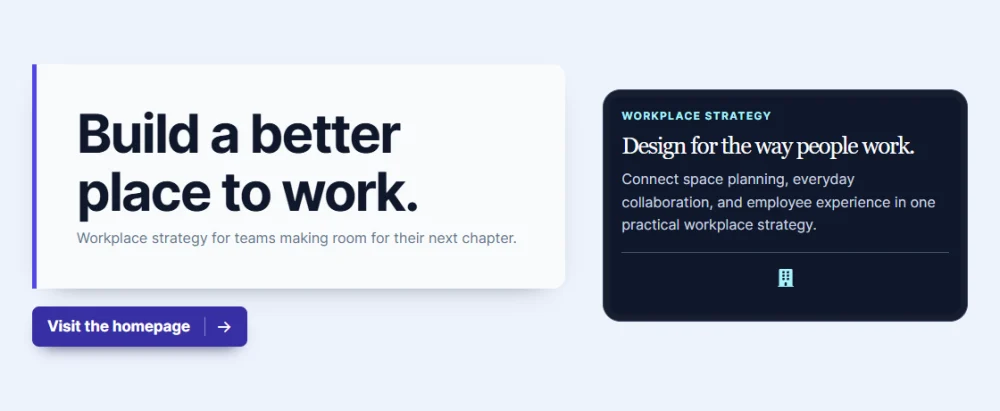 Build a better
place to work.
Workplace strategy for teams making room for their next chapter.
Visit the homepage
WORKPLACE STRATEGY
Design for the way people work.
Connect space planning, everyday
collaboration, and employee experience in one
practical workplace strategy.